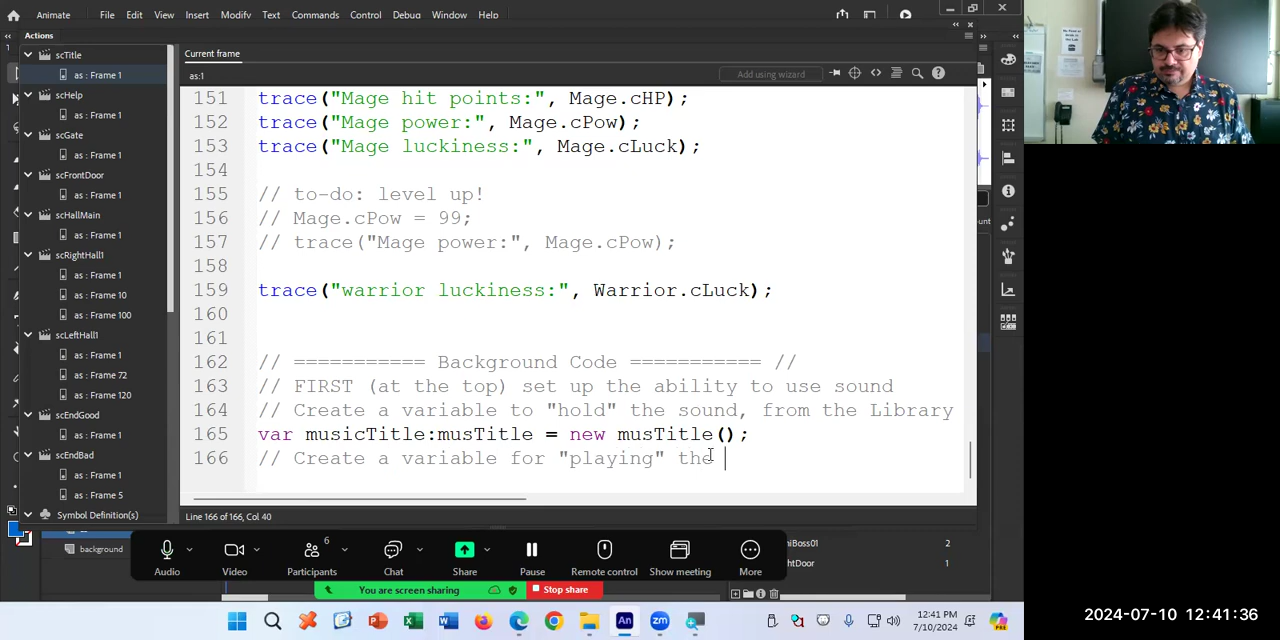 Animate File Edit View Insert Modify Text Commands Control Debug Window Help
Actions
scTitle
as : Frame 1
scHelp
as : Frame 1
scGate
as : Frame 1
scFrontDoor
as : Frame 1
scHallMain
as : Frame 1
scRightHall1
as : Frame 1
as : Frame 10
as : Frame 100
scLeftHall1
as : Frame 1
as : Frame 72
as : Frame 120
scEndGood
as : Frame 1
scEndBad
as : Frame 1
as : Frame 5
Symbol Definition(s)
background
Current frame
as:1
Add using wizard
151 trace("Mage hit points:", Mage.cHP);
152 trace("Mage power:", Mage.cPow);
153 trace("Mage luckiness:", Mage.cLuck);
154
155 // to-do: level up!
156 // Mage.cPow = 99;
157 // trace("Mage power:", Mage.cPow);
158
159 trace("warrior luckiness:", Warrior.cLuck);
160
161
162 // =========== Background Code =========== //
163 // FIRST (at the top) set up the ability to use sound
164 // Create a variable to "hold" the sound, from the Library
165 var musicTitle:musTitle = new musTitle();
166 // Create a variable for "playing" the
Line 166 of 166, Col 40
niBoss01 2
htDoor 1
6
Audio Video Participants Chat Share Pause Remote control Show meeting More
You are screen sharing Stop share
12:41 PM
7/10/2024
2024-07-10 12:41:36